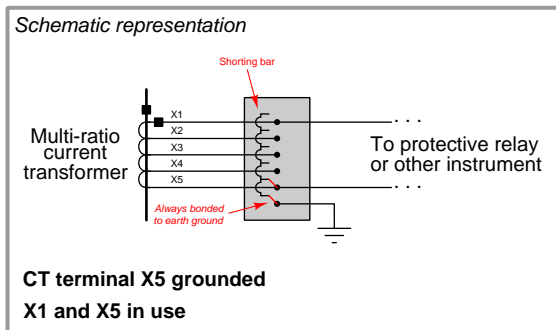 Schematic representation
Shorting bar
X1
X2
X3
X4
X5
Multi-ratio
current
transformer
To protective relay
or other instrument
Always bonded
to earth ground
CT terminal X5 grounded
X1 and X5 in use